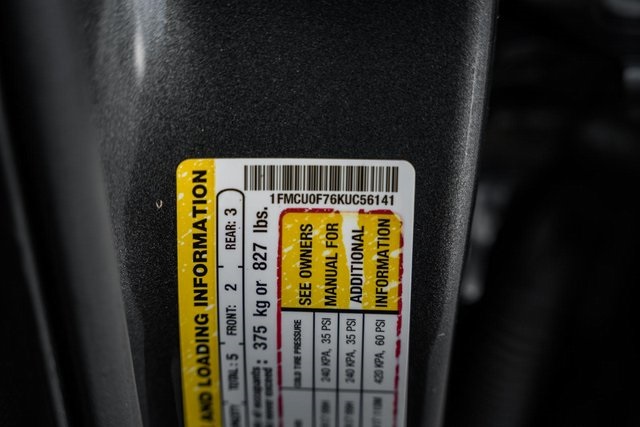 1FMCU0F76KUC56141
AND LOADING INFORMATION
TOTAL: 5 FRONT: 2 REAR: 3
375 kg or 827 lbs.
SEE OWNERS
MANUAL FOR
ADDITIONAL
INFORMATION
COLD TIRE PRESSURE
240 KPA, 35 PSI
240 KPA, 35 PSI
420 KPA, 60 PSI